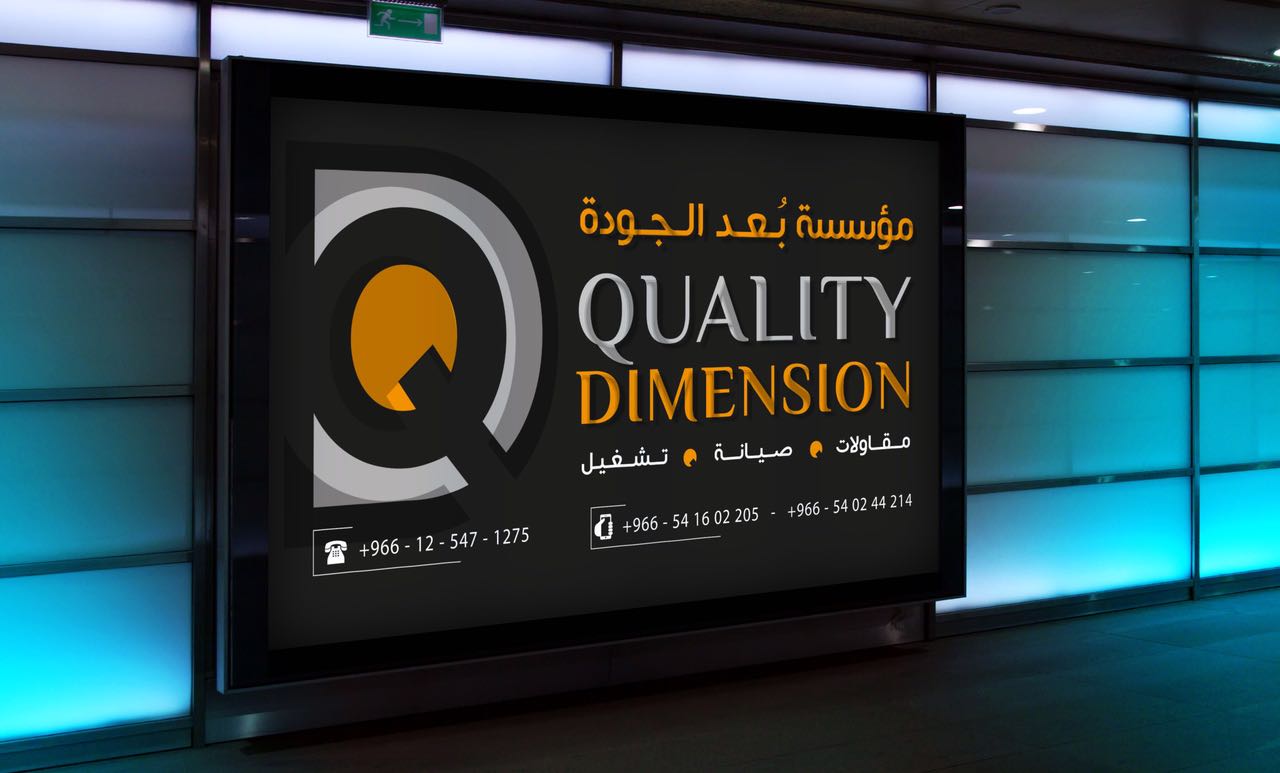 مؤسسة بُعد الجودة
QUALITY
DIMENSION
مقاولات صيانة تشغيل
+966 - 12 - 547 - 1275
+966 - 54 16 02 205 - +966 - 54 02 44 214